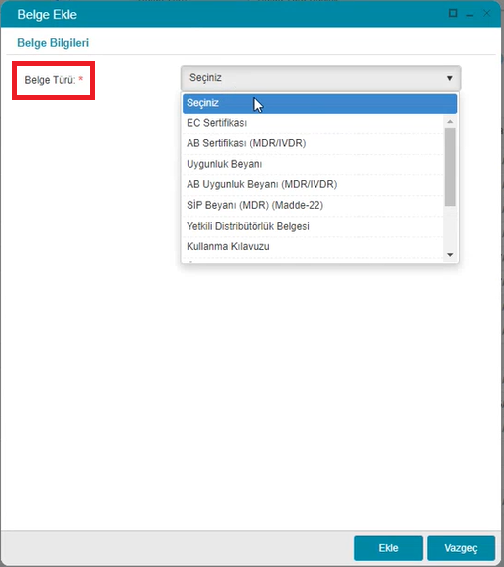 Belge Ekle
Belge Bilgileri
Belge Türü: *
Seçiniz
Seçiniz
EC Sertifikası
AB Sertifikası (MDR/IVDR)
Uygunluk Beyanı
AB Uygunluk Beyanı (MDR/IVDR)
SİP Beyanı (MDR) (Madde-22)
Yetkili Distribütörlük Belgesi
Kullanma Kılavuzu
Ekle
Vazgeç